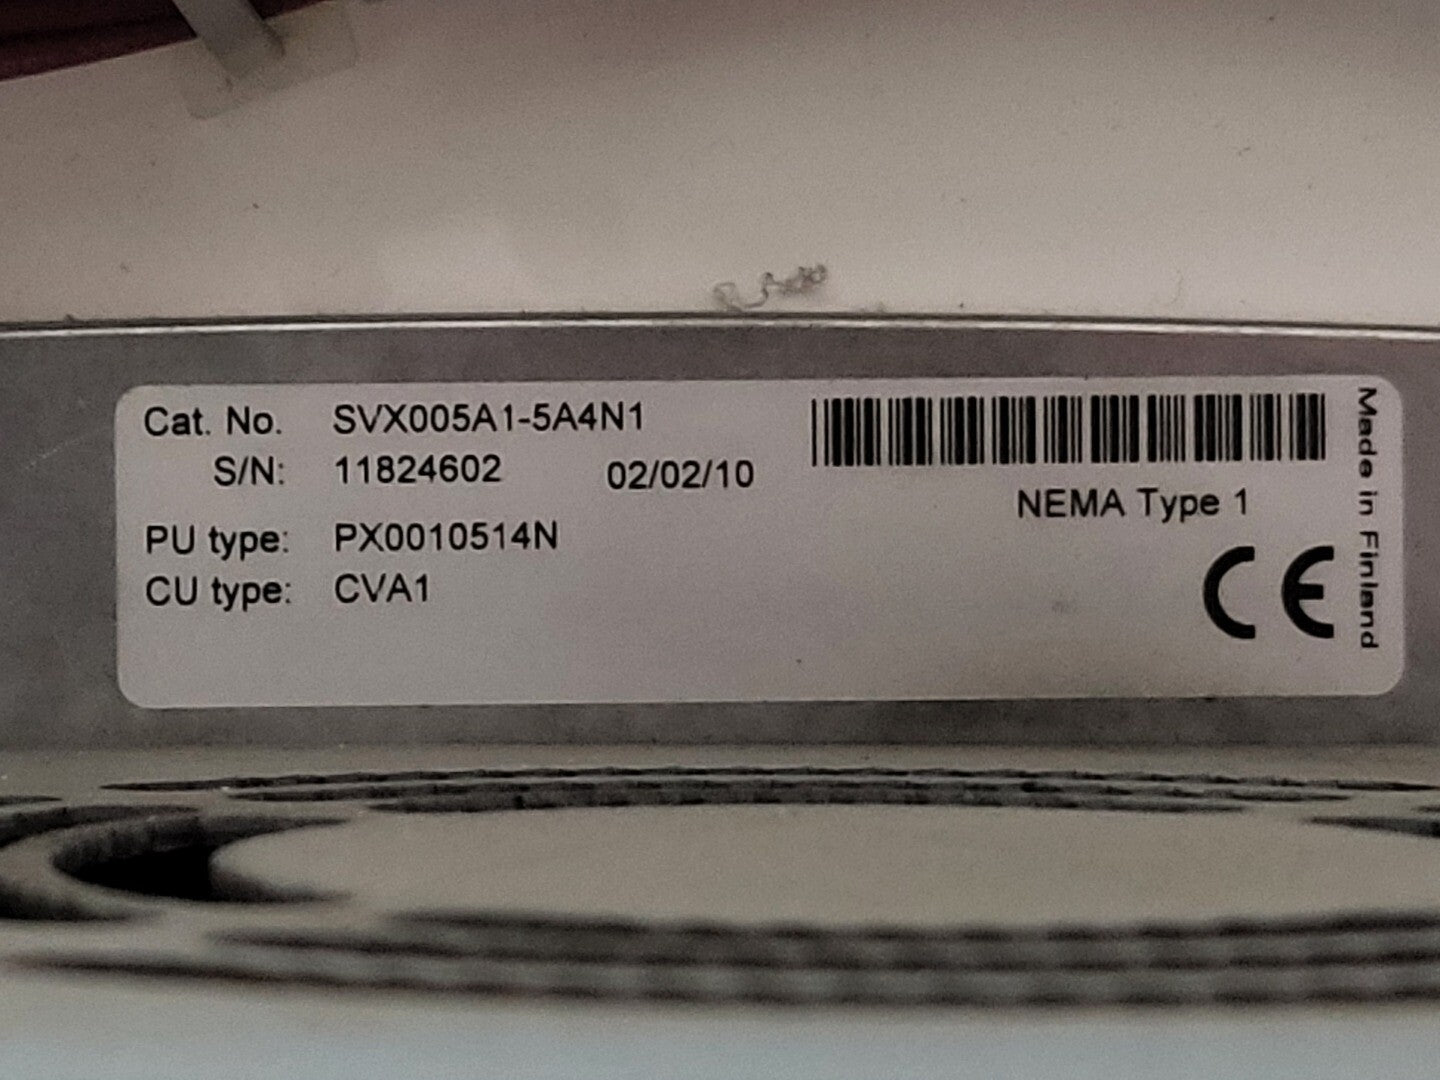 Cat. No. SVX005A1-5A4N1
S/N: 11824602 02/02/10
PU type: PX0010514N
CU type: CVA1
NEMA Type 1
CE
Made in Finland